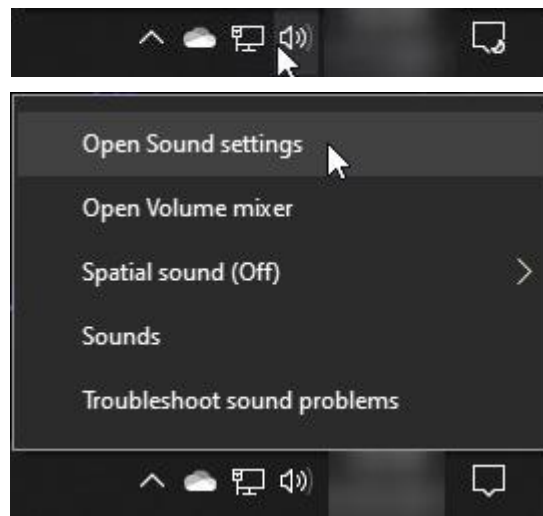 Open Sound settings
Open Volume mixer
Spatial sound (Off)
Sounds
Troubleshoot sound problems